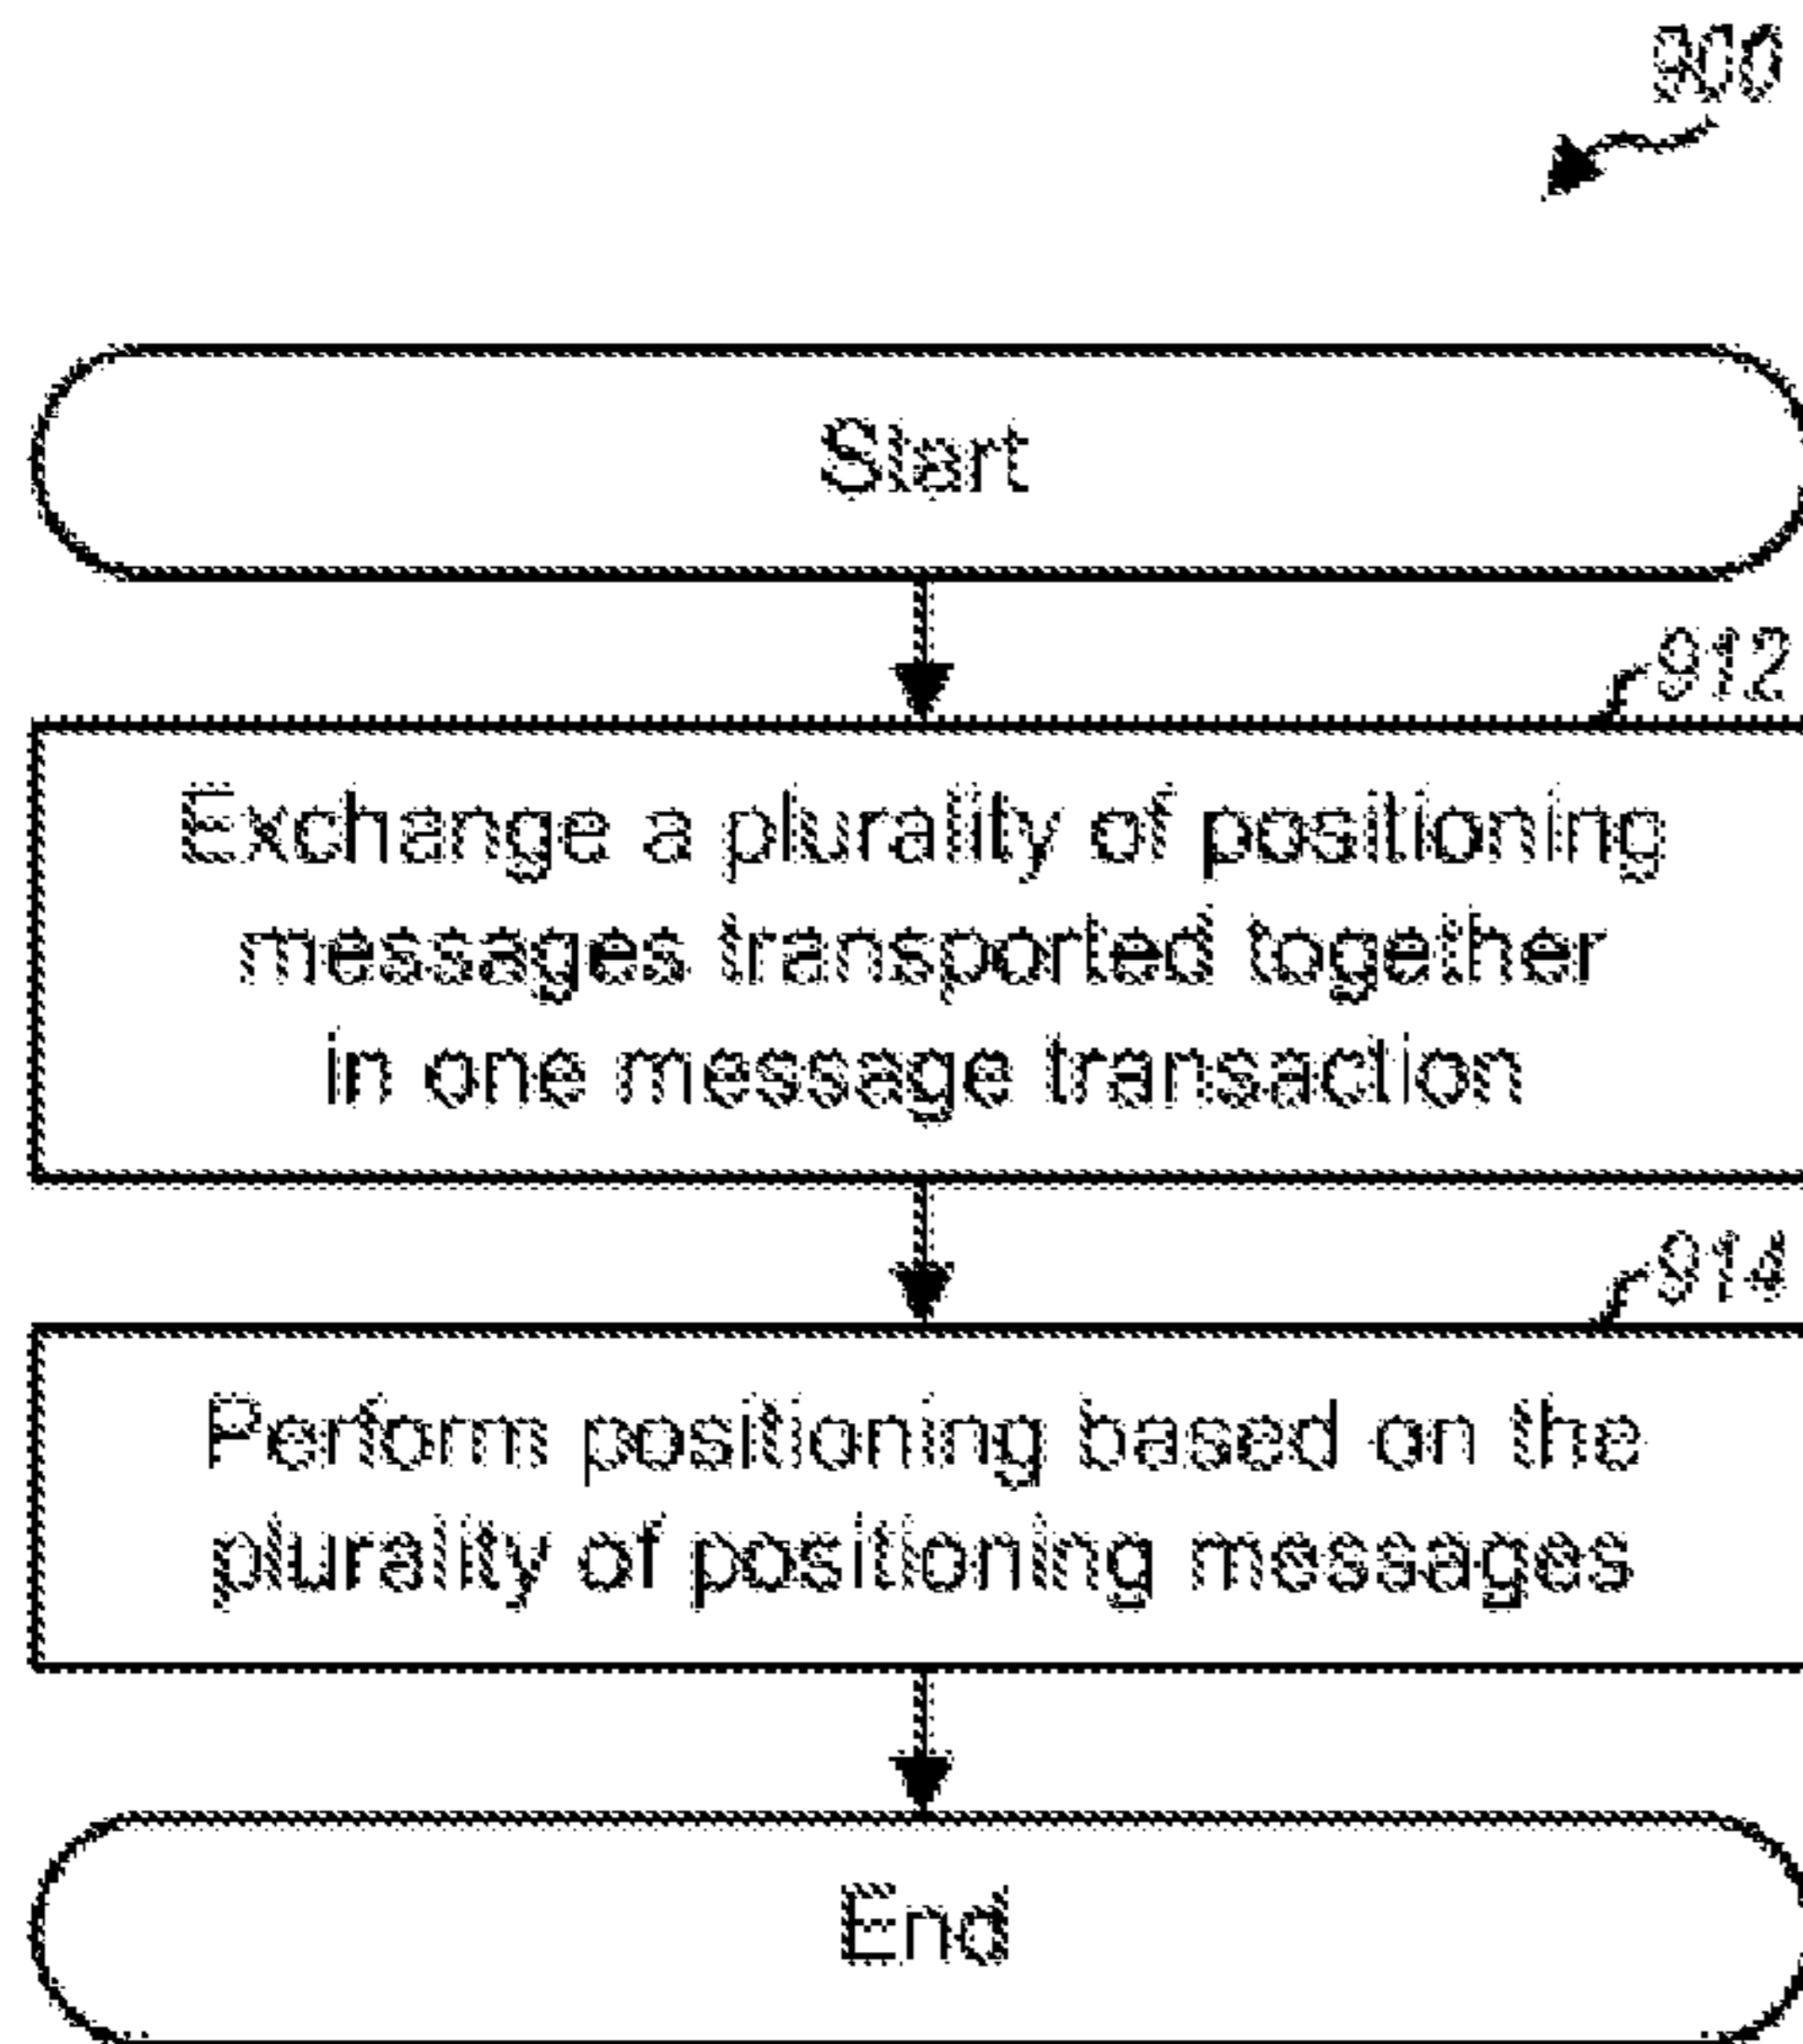 900
Start
912
Exchange a plurality of positioning
messages transported together
in one message transaction
914
Perform positioning based on the
plurality of positioning messages
End